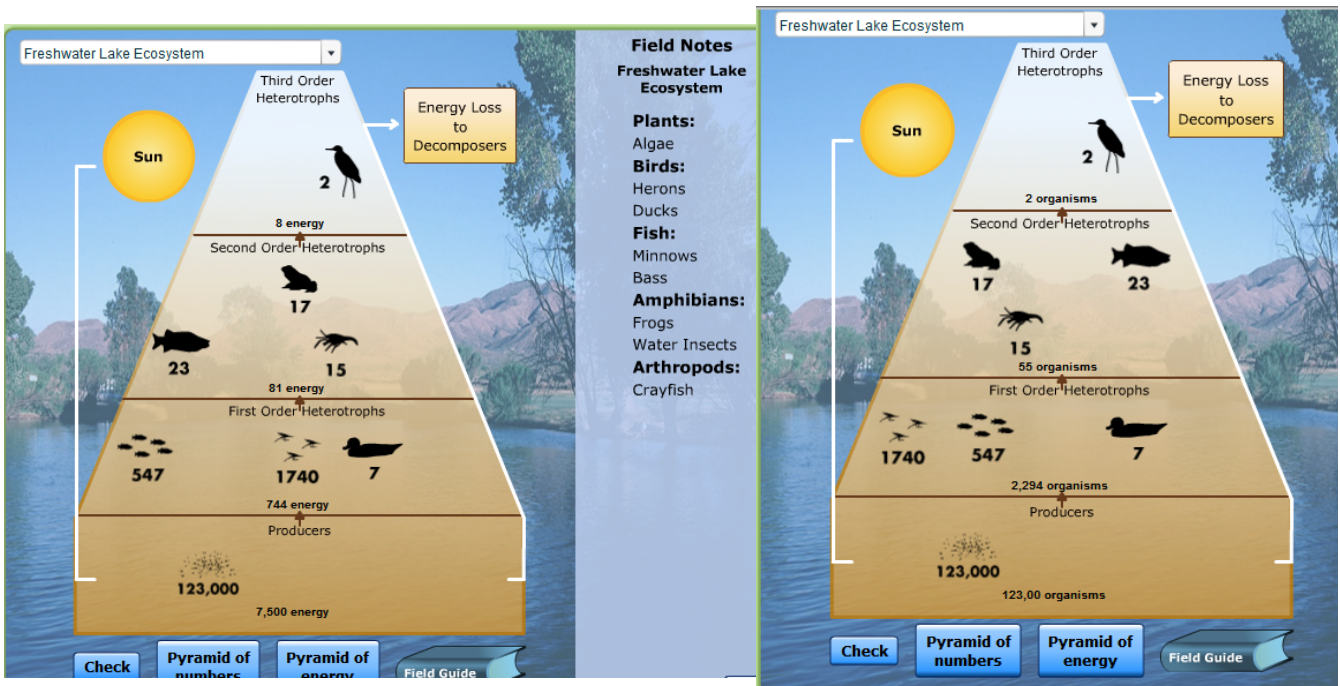 Freshwater Lake Ecosystem
Third Order
Heterotrophs
Sun
Energy Loss
to
Decomposers
2
8 energy
Second Order Heterotrophs
17
23
15
81 energy
First Order Heterotrophs
547
1740
7
744 energy
Producers
123,000
7,500 energy
Check
Pyramid of
numbers
Pyramid of
energy
Field Guide
Field Notes
Freshwater Lake
Ecosystem
Plants:
Algae
Birds:
Herons
Ducks
Fish:
Minnows
Bass
Amphibians:
Frogs
Water Insects
Arthropods:
Crayfish
Freshwater Lake Ecosystem
Third Order
Heterotrophs
Sun
Energy Loss
to
Decomposers
2
2 organisms
Second Order Heterotrophs
17
23
15
55 organisms
First Order Heterotrophs
1740
547
7
2,294 organisms
Producers
123,000
123,00 organisms
Check
Pyramid of
numbers
Pyramid of
energy
Field Guide